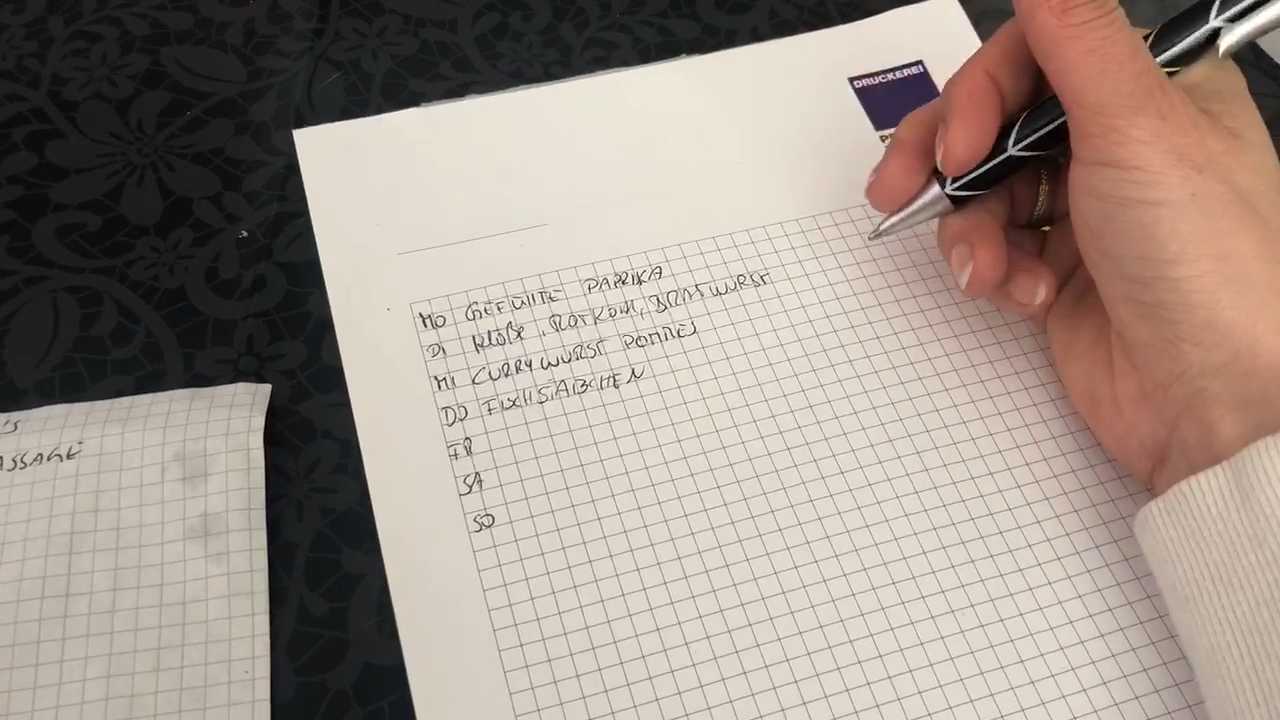 DRUCKEREI
MO GEFÜLLTE PAPRIKA
DI KLÖßE, ROTKOHL, BRATWURST
MI CURRYWURST POMMES
DO FISCHSTÄBCHEN
FR
SA
SO
'S
ASSAGE